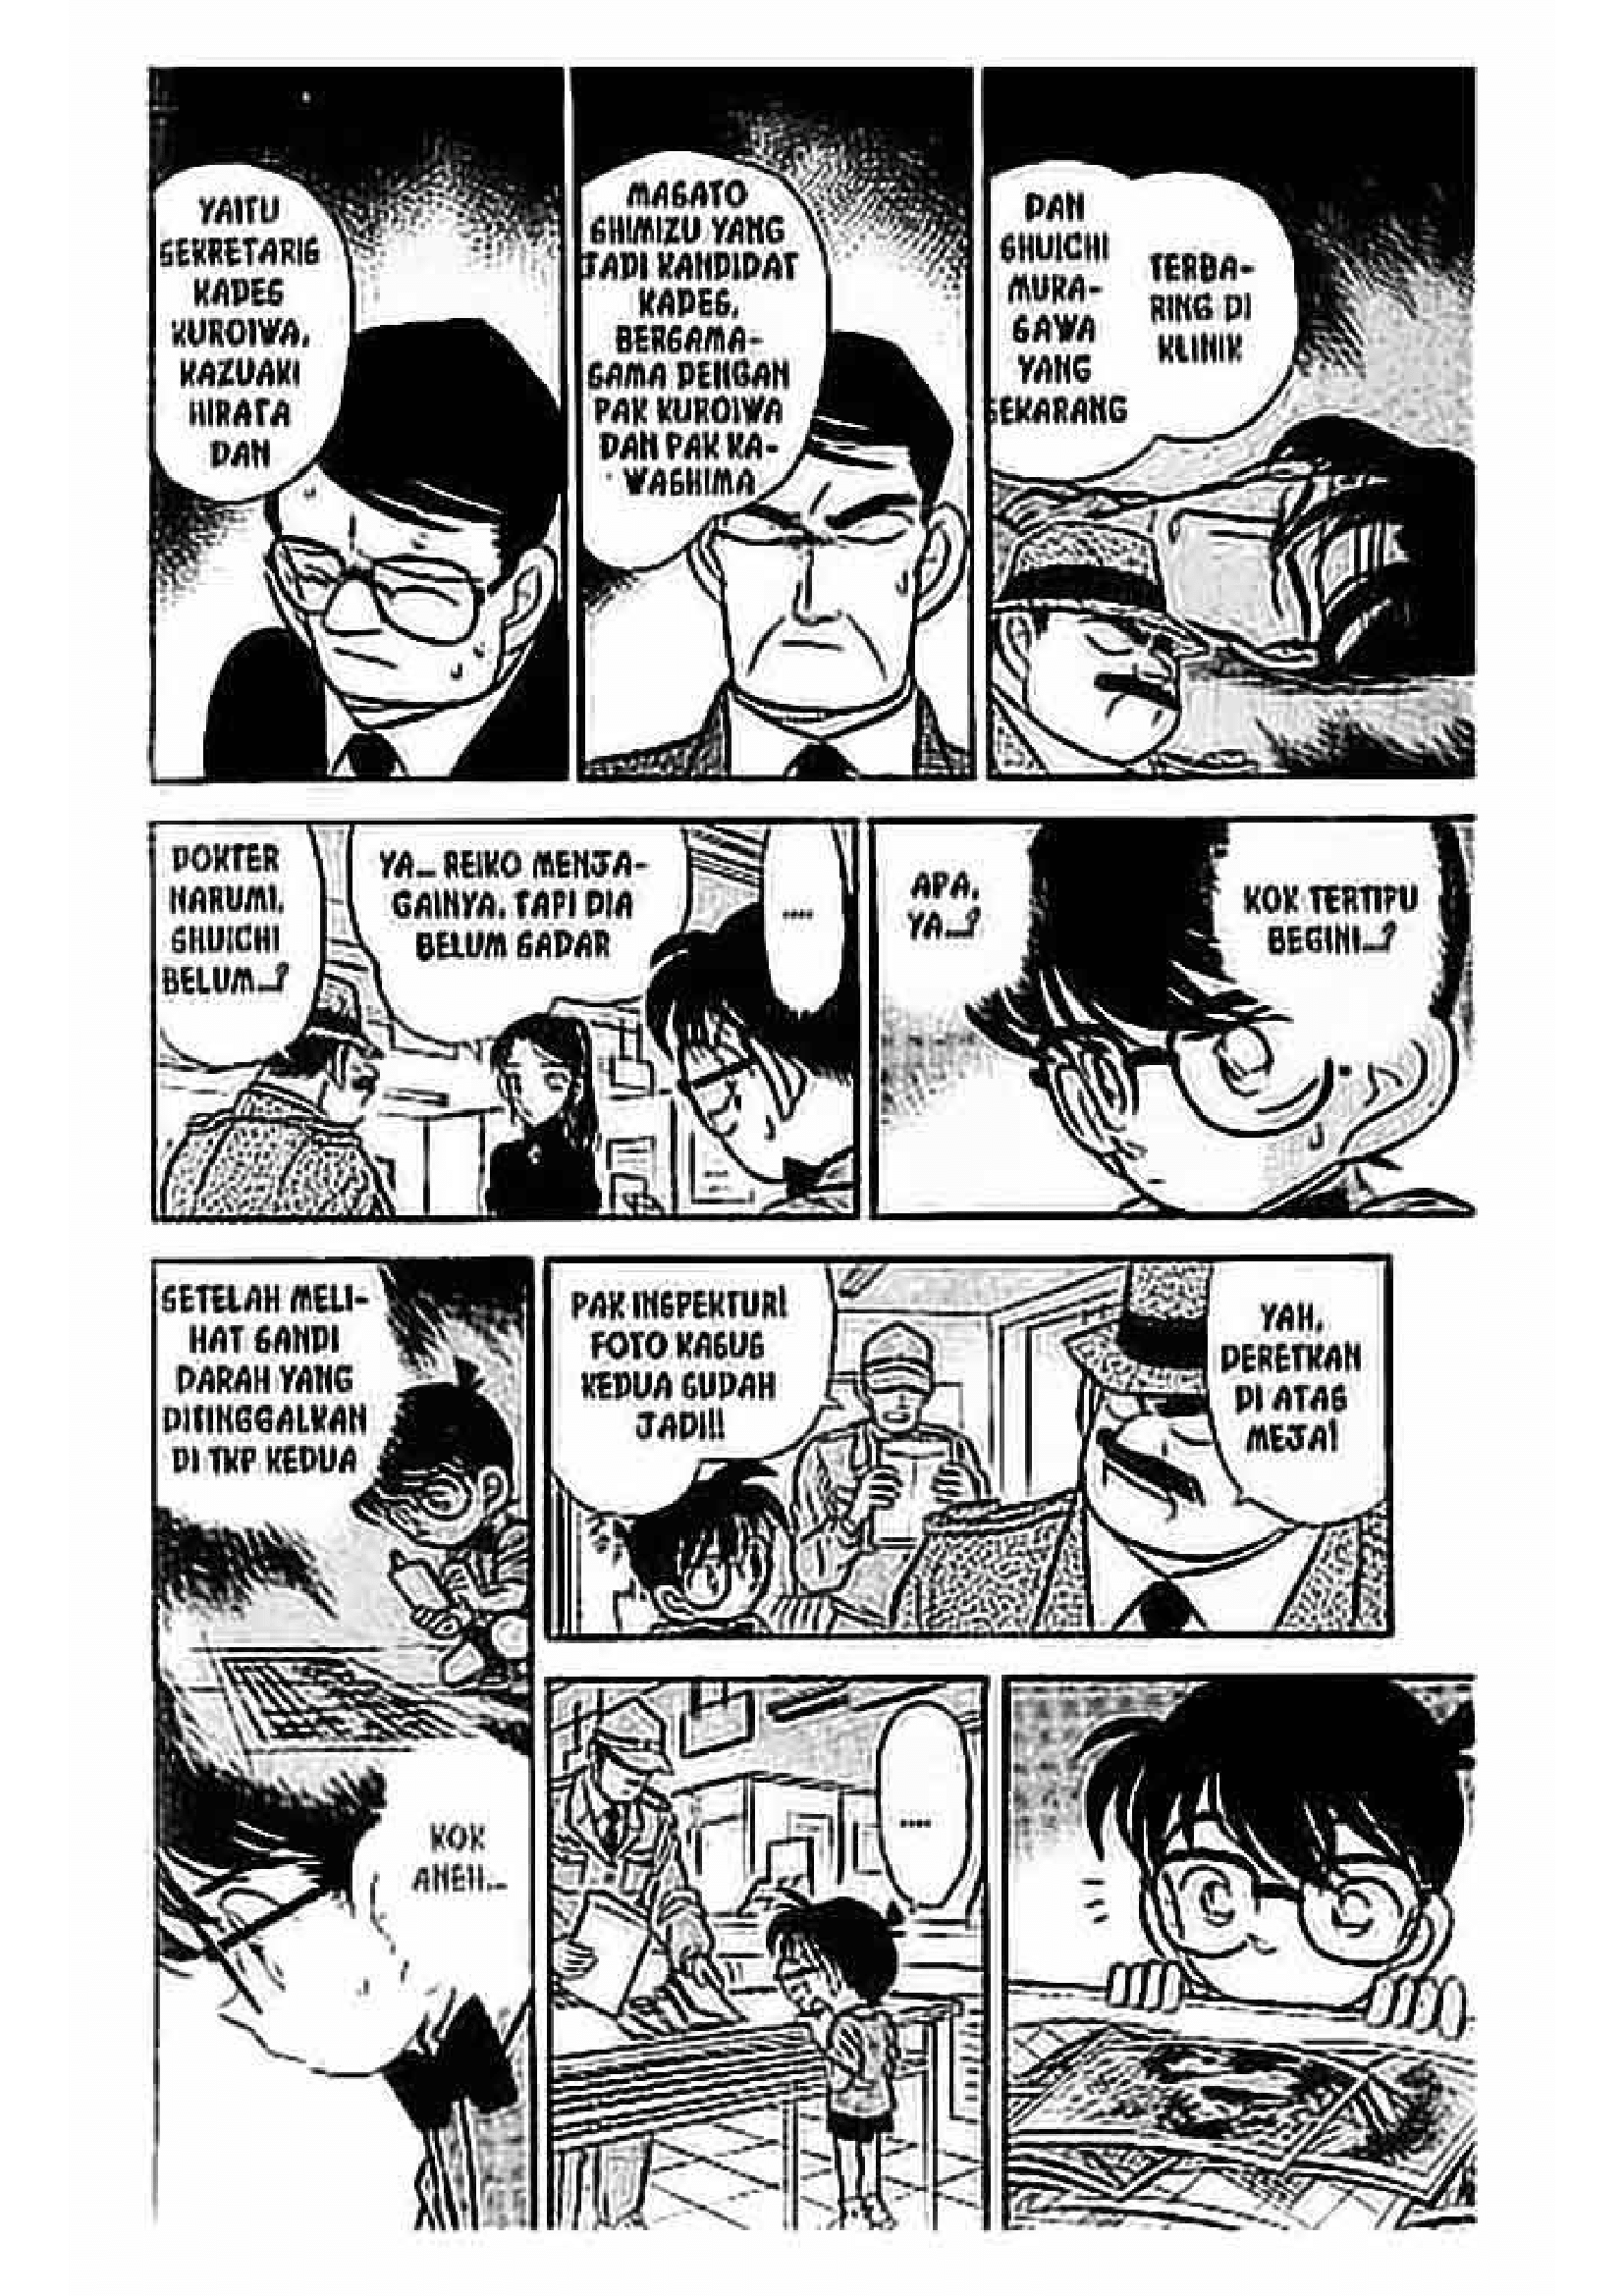 YAITU
SEKRETARIS
KADES
KUROIWA,
KAZUAKI
HIRATA
DAN
MASATO
SHIMIZU YANG
JADI KANDIDAT
KADES,
BERSAMA-
SAMA DENGAN
PAK KUROIWA
DAN PAK KA-
WASHIMA
DAN
SHUICHI
MURA-
SAWA
YANG
SEKARANG
TERBA-
RING DI
KLINIK
DOKTER
NARUMI,
SHUICHI
BELUM...?
YA... REIKO MENJA-
GAINYA, TAPI DIA
BELUM SADAR
....
APA,
YA...?
KOK TERTIPU
BEGINI...?
SETELAH MELI-
HAT SANDI
DARAH YANG
DITINGGALKAN
DI TKP KEDUA
KOK
ANEH...
PAK INSPEKTUR!
FOTO KASUS
KEDUA SUDAH
JADI!!
YAH,
DERETKAN
DI ATAS
MEJA!
....